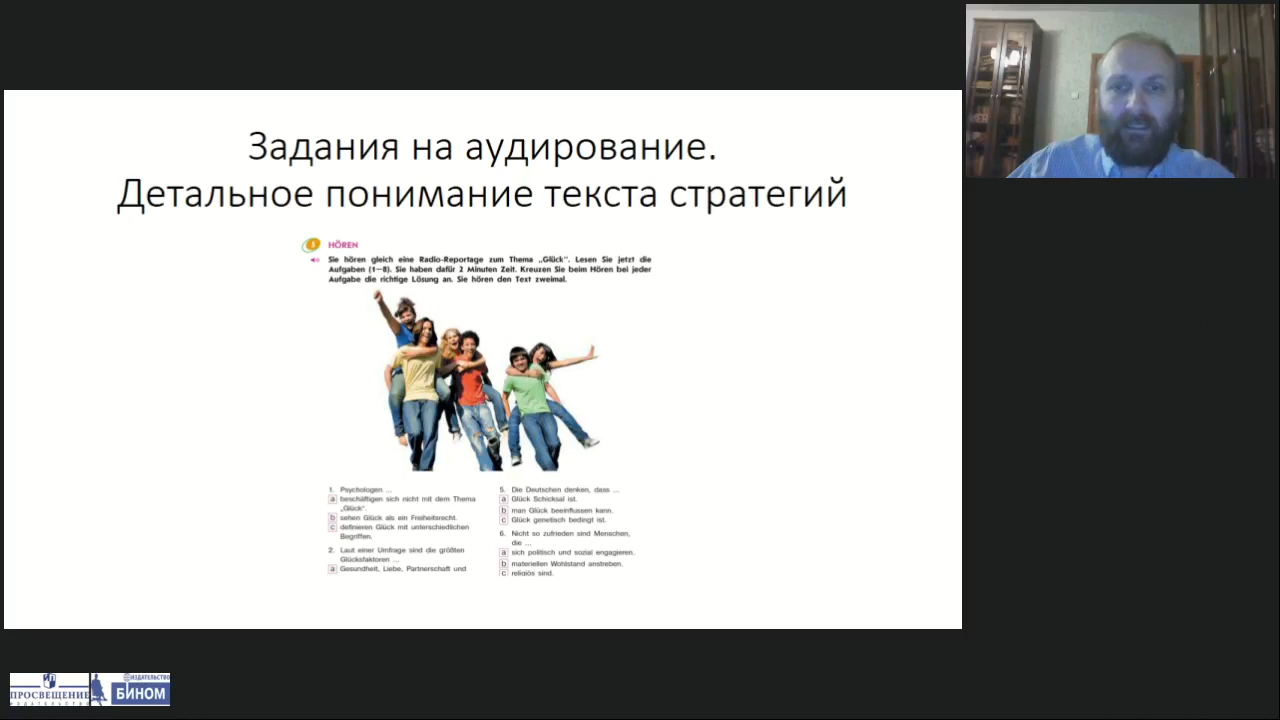 Задания на аудирование.
Детальное понимание текста стратегий
5 HÖREN
Sie hören gleich eine Radio-Reportage zum Thema „Glück“. Lesen Sie jetzt die
Aufgaben (1—8). Sie haben dafür 2 Minuten Zeit. Kreuzen Sie beim Hören bei jeder
Aufgabe die richtige Lösung an. Sie hören den Text zweimal.
1. Psychologen ...
a beschäftigen sich nicht mit dem Thema
„Glück“.
b sehen Glück als ein Freiheitsrecht.
c definieren Glück mit unterschiedlichen
Begriffen.
2. Laut einer Umfrage sind die größten
Glücksfaktoren ...
a Gesundheit, Liebe, Partnerschaft und
5. Die Deutschen denken, dass ...
a Glück Schicksal ist.
b man Glück beeinflussen kann.
c Glück genetisch bedingt ist.
6. Nicht so zufrieden sind Menschen,
die ...
a sich politisch und sozial engagieren.
b materiellen Wohlstand anstreben.
c religiös sind.
ПРОСВЕЩЕНИЕ
ИЗДАТЕЛЬСТВО
ИЗДАТЕЛЬСТВО
БИНОМ